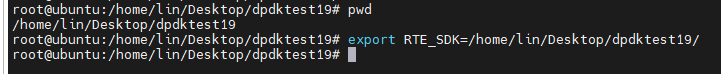 root@ubuntu:/home/lin/Desktop/dpdktest19# pwd
/home/lin/Desktop/dpdktest19
root@ubuntu:/home/lin/Desktop/dpdktest19# export RTE_SDK=/home/lin/Desktop/dpdktest19/
root@ubuntu:/home/lin/Desktop/dpdktest19#